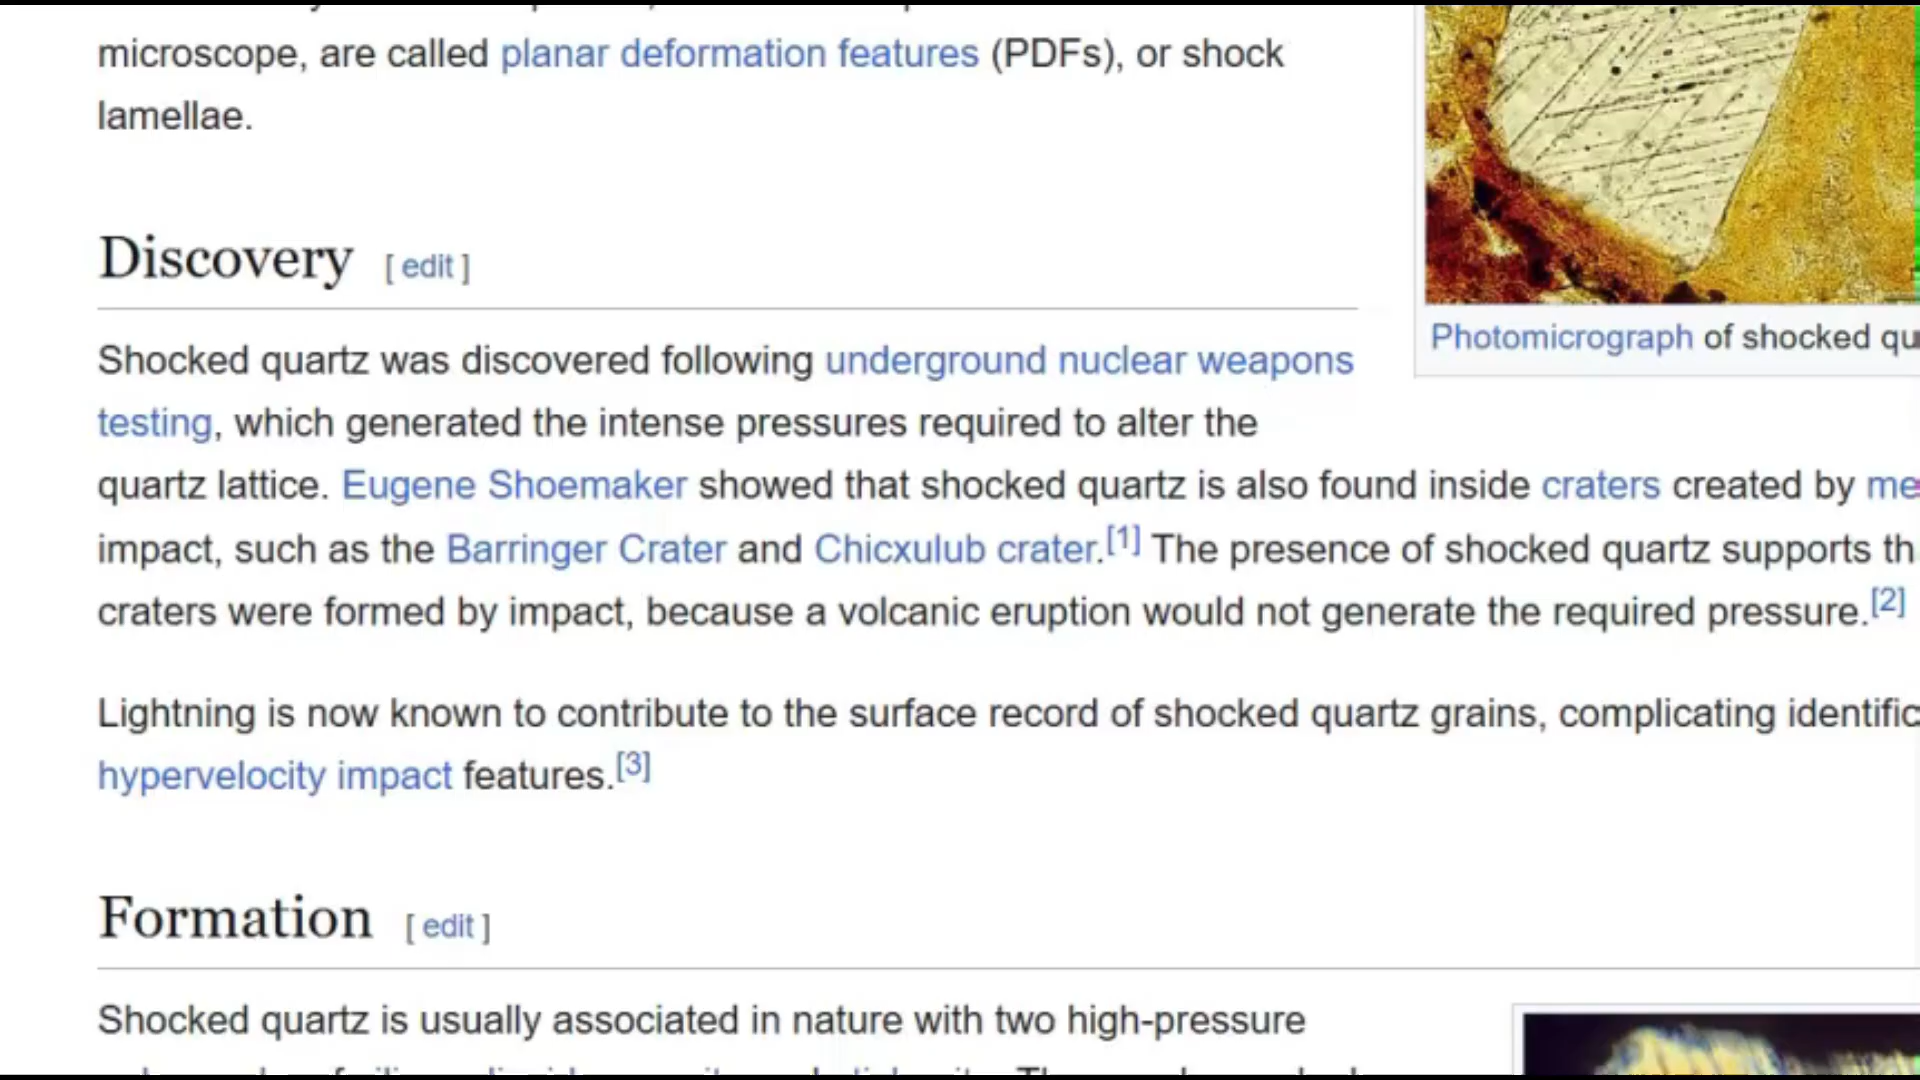 microscope, are called planar deformation features (PDFs), or shock
lamellae.
Discovery [ edit ]
Photomicrograph of shocked qu
Shocked quartz was discovered following underground nuclear weapons
testing, which generated the intense pressures required to alter the
quartz lattice. Eugene Shoemaker showed that shocked quartz is also found inside craters created by me
impact, such as the Barringer Crater and Chicxulub crater.[1] The presence of shocked quartz supports th
craters were formed by impact, because a volcanic eruption would not generate the required pressure.[2]
Lightning is now known to contribute to the surface record of shocked quartz grains, complicating identific
hypervelocity impact features.[3]
Formation [ edit ]
Shocked quartz is usually associated in nature with two high-pressure